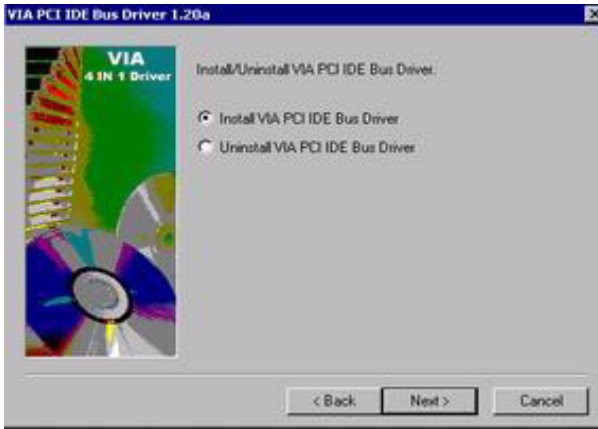 VIA PCI IDE Bus Driver 1.20a
VIA
4 IN 1 Driver
Install/Uninstall VIA PCI IDE Bus Driver.
Install VIA PCI IDE Bus Driver
Uninstall VIA PCI IDE Bus Driver
< Back
Next >
Cancel